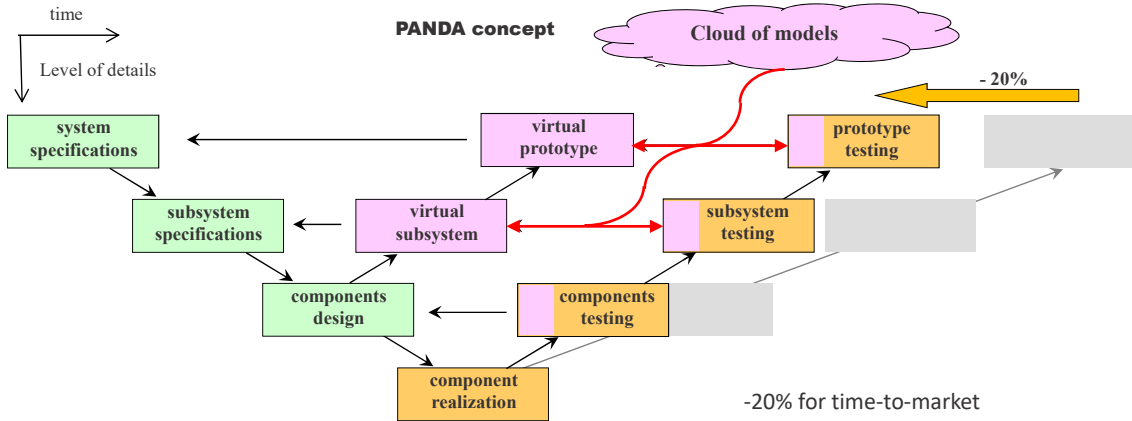 time
PANDA concept
Cloud of models
Level of details
- 20%
system
specifications
virtual
prototype
prototype
testing
subsystem
specifications
virtual
subsystem
subsystem
testing
components
design
components
testing
component
realization
-20% for time-to-market